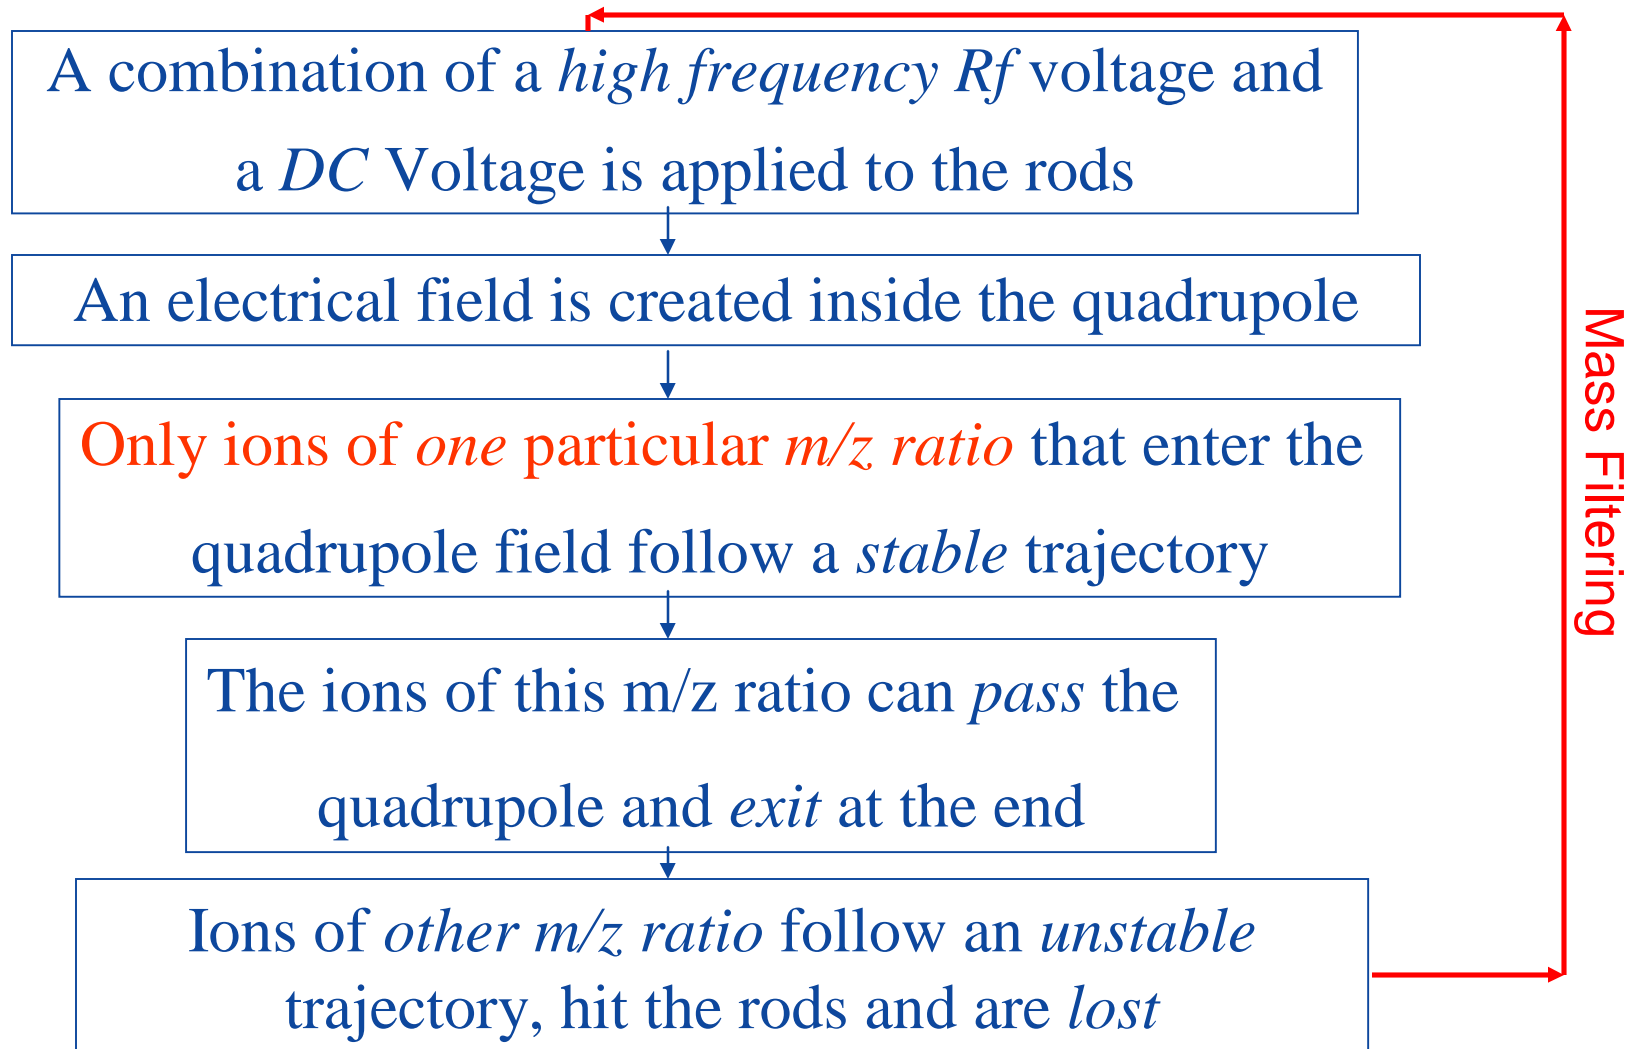 A combination of a high frequency Rf voltage and
a DC Voltage is applied to the rods
An electrical field is created inside the quadrupole
Only ions of one particular m/z ratio that enter the
quadrupole field follow a stable trajectory
The ions of this m/z ratio can pass the
quadrupole and exit at the end
Ions of other m/z ratio follow an unstable
trajectory, hit the rods and are lost
Mass Filtering